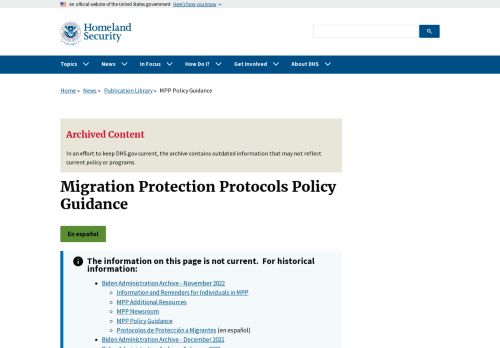 An official website of the United States government Here's how you know
Homeland
Security
Topics News In Focus How Do I? Get Involved About DHS
Home » News » Publication Library » MPP Policy Guidance
Archived Content
In an effort to keep DHS.gov current, the archive contains outdated information that may not reflect
current policy or programs.
Migration Protection Protocols Policy
Guidance
En español
The information on this page is not current. For historical
information:
Biden Administration Archive - November 2022
Information and Reminders for Individuals in MPP
MPP Additional Resources
MPP Newsroom
MPP Policy Guidance
Protocolos de Protección a Migrantes (en español)
Biden Administration Archive - December 2021